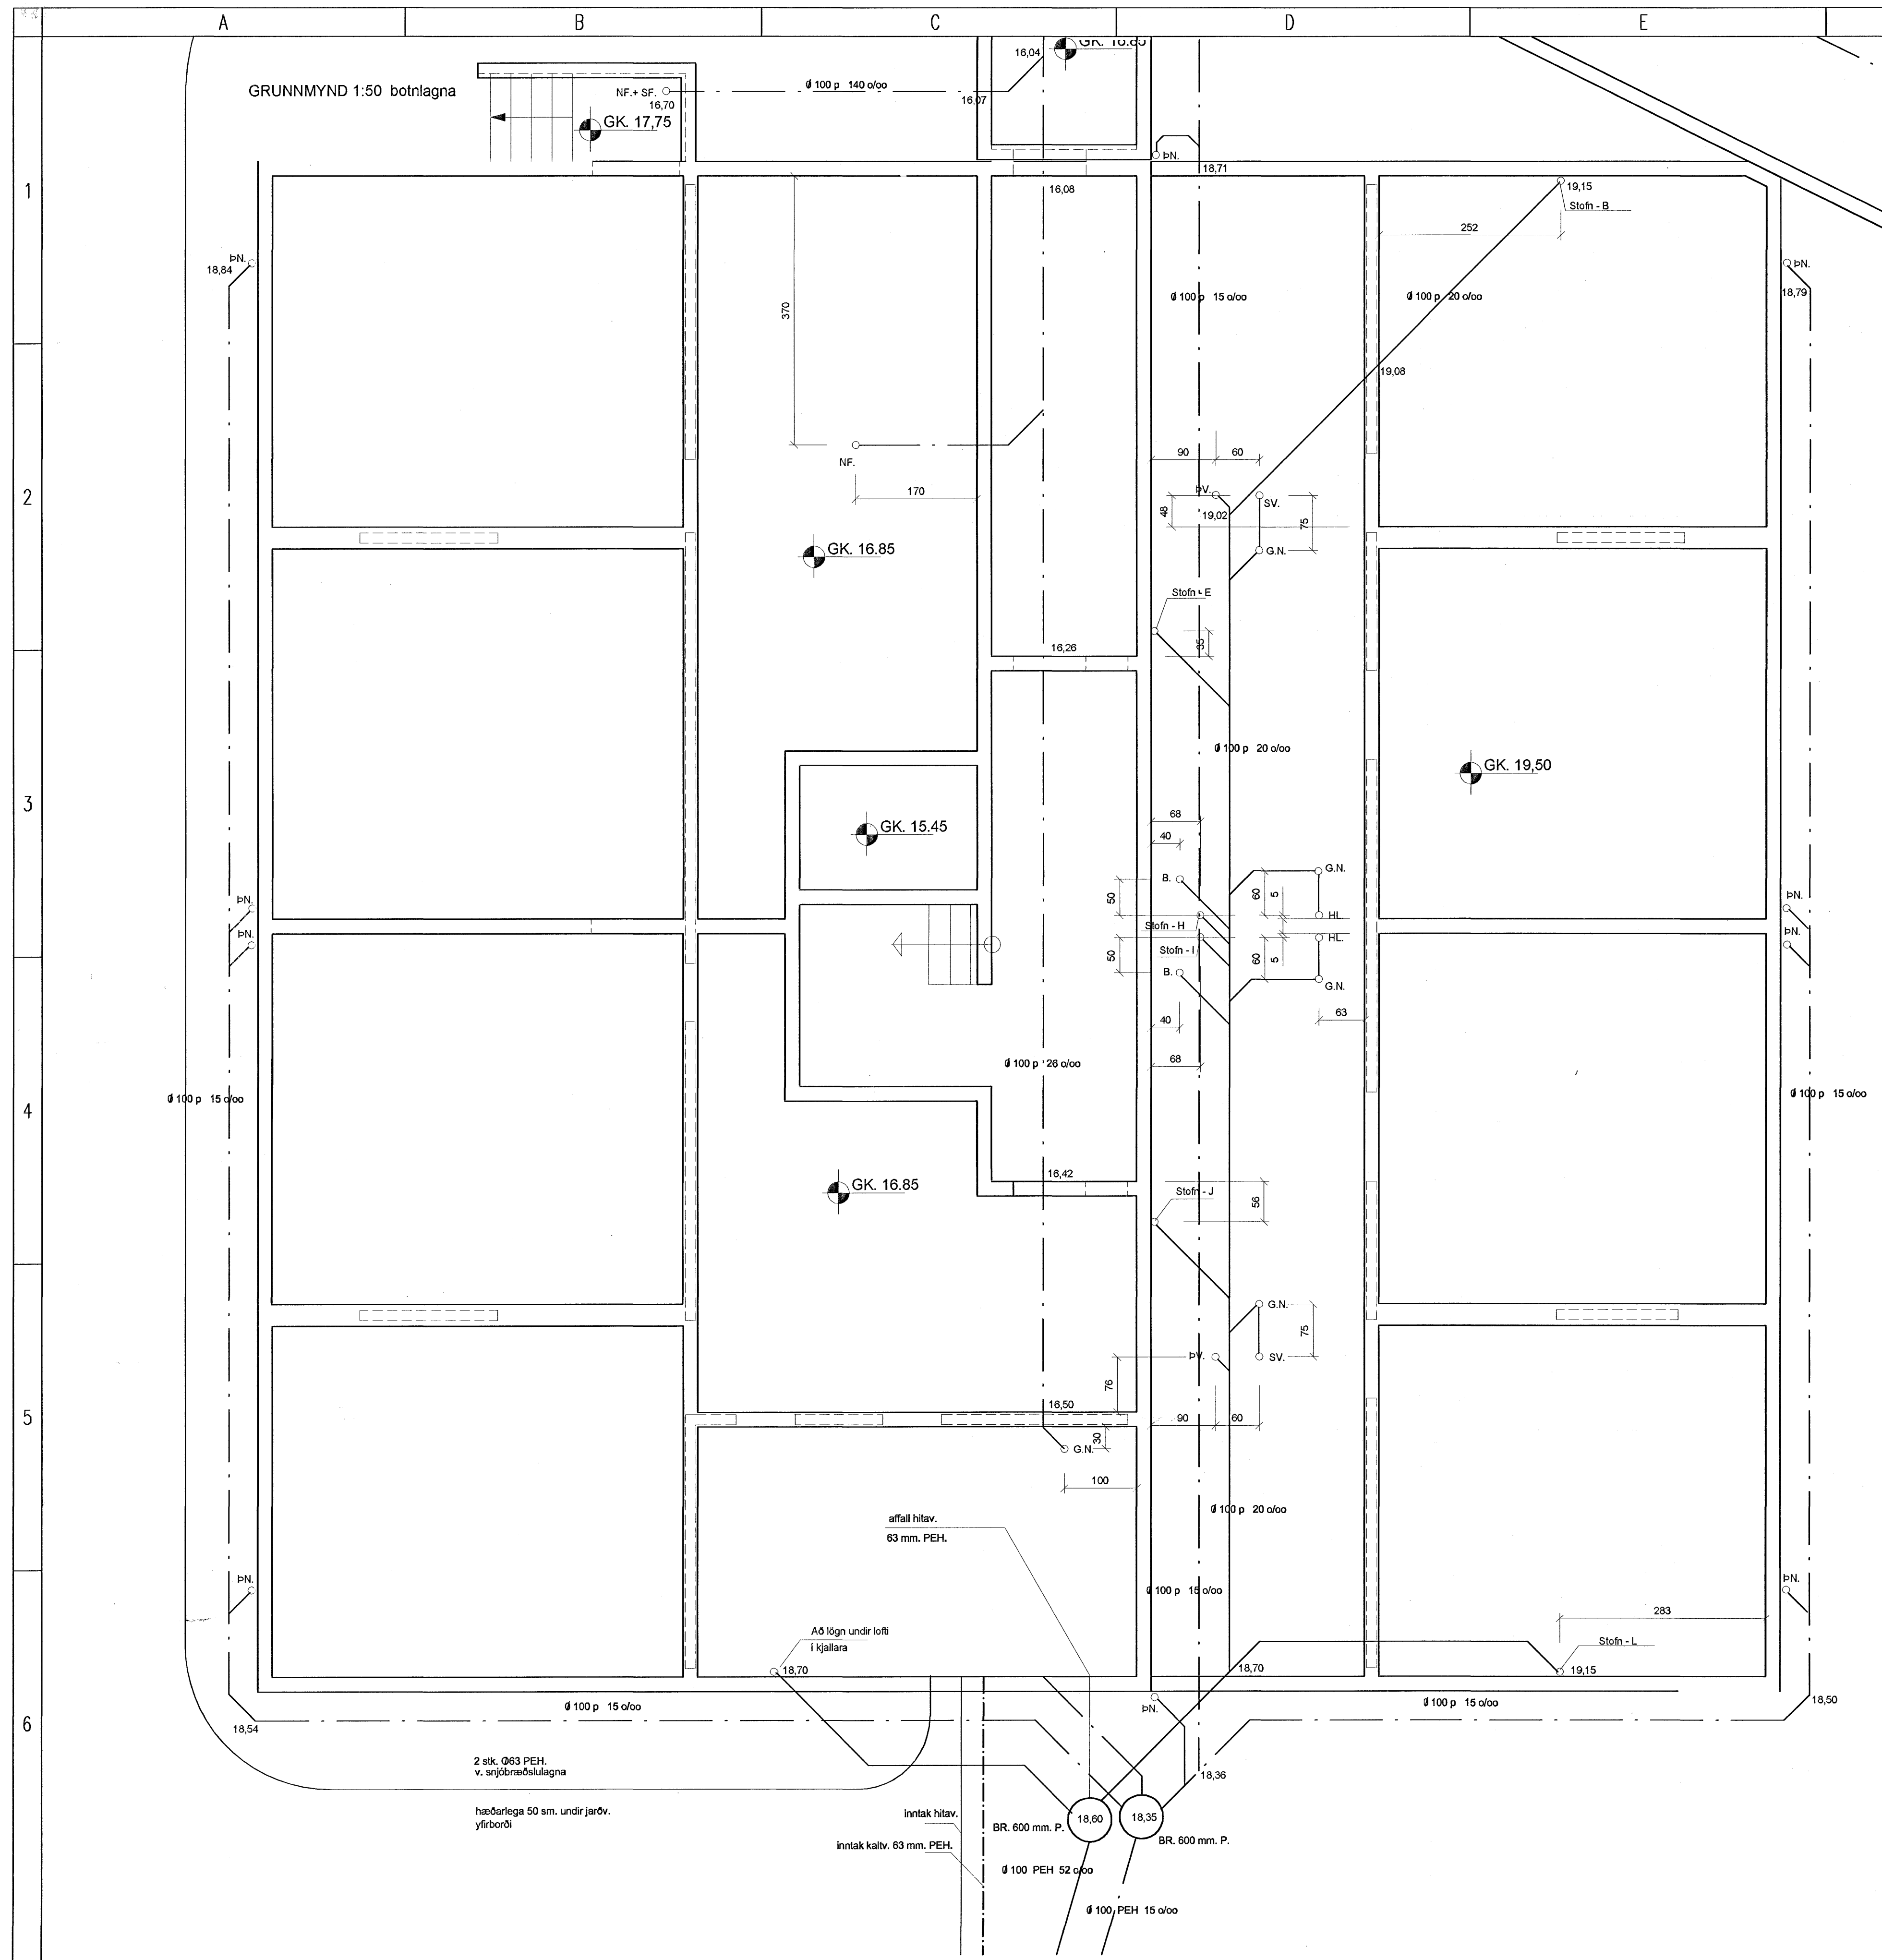 A B C D E
GRUNNMYND 1:50 botnlagna
NF.+ SF.
16,70
GK. 17,75
Ø 100 p 140 o/oo
16,07
16,04
GK. 16.85
ÞN.
18,71
1
16,08
19,15
Stofn - B
252
ÞN.
18,84
ÞN.
18,79
370
Ø 100 p 15 o/oo
Ø 100 p 20 o/oo
19,08
NF.
170
90
60
2
ÞV.
48
19,02
SV.
75
G.N.
GK. 16.85
Stofn - E
35
16,26
Ø 100 p 20 o/oo
GK. 19,50
3
GK. 15.45
68
40
B.
50
Stofn - H
G.N.
60
5
HL.
ÞN.
ÞN.
ÞN.
ÞN.
Stofn - I
50
B.
HL.
60
5
G.N.
63
40
68
Ø 100 p 26 o/oo
4
Ø 100 p 15 o/oo
Ø 100 p 15 o/oo
16,42
GK. 16.85
Stofn - J
56
G.N.
75
SV.
ÞV.
76
5
16,50
90
60
G.N.
30
100
Ø 100 p 20 o/oo
affall hitav.
63 mm. PEH.
ÞN.
Ø 100 p 15 o/oo
ÞN.
283
Að lögn undir lofti
í kjallara
18,70
Stofn - L
18,70
19,15
6
Ø 100 p 15 o/oo
ÞN.
Ø 100 p 15 o/oo
18,54
18,50
2 stk. Ø63 PEH.
v. snjóbræðslulagna
18,36
hæðarlega 50 sm. undir jarðv.
yfirborði
inntak hitav.
BR. 600 mm. P.
18,60
18,35
BR. 600 mm. P.
inntak kaltv. 63 mm. PEH.
Ø 100 PEH 52 o/oo
Ø 100 PEH 15 o/oo